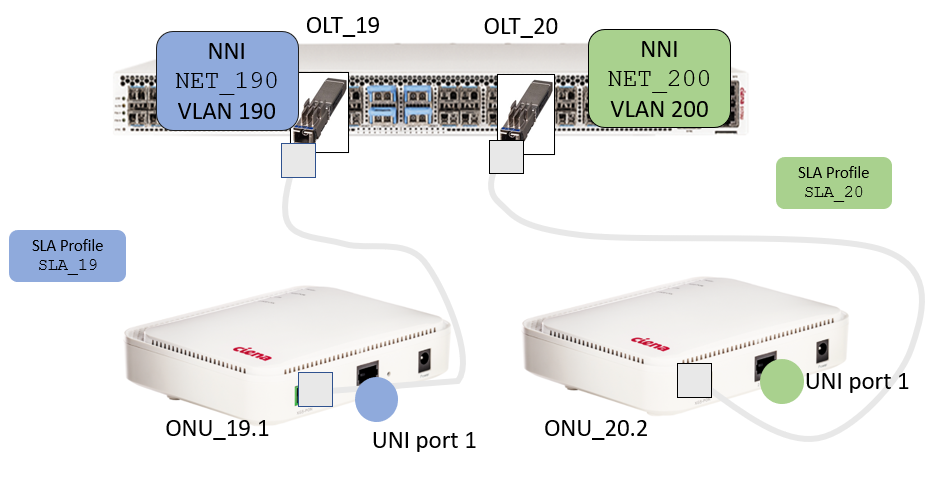 OLT_19
OLT_20
NNI
NET_190
VLAN 190
NNI
NET_200
VLAN 200
ciena
SLA Profile
SLA_20
SLA Profile
SLA_19
ciena
ciena
UNI port 1
ONU_19.1
UNI port 1
ONU_20.2